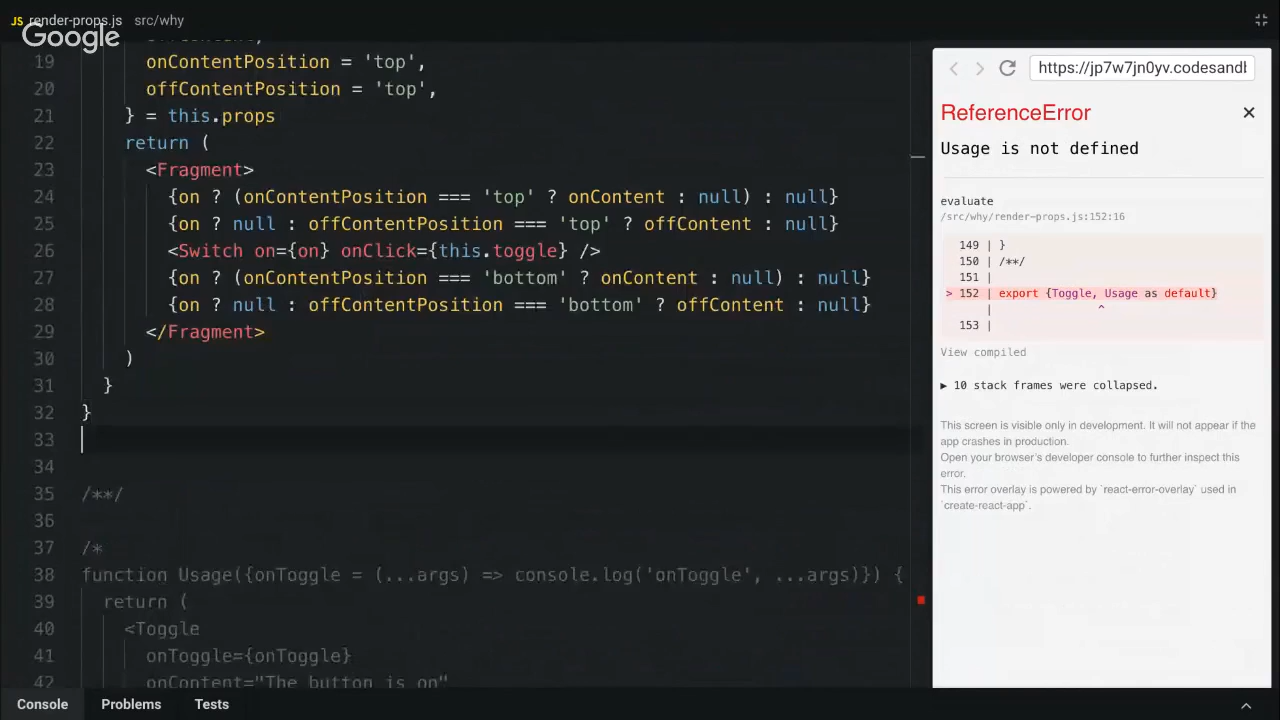 JS render-props.js src/why
Google
19 onContentPosition = 'top',
20 offContentPosition = 'top',
21 } = this.props
22 return (
23 <Fragment>
24 {on ? (onContentPosition === 'top' ? onContent : null) : null}
25 {on ? null : offContentPosition === 'top' ? offContent : null}
26 <Switch on={on} onClick={this.toggle} />
27 {on ? (onContentPosition === 'bottom' ? onContent : null) : null}
28 {on ? null : offContentPosition === 'bottom' ? offContent : null}
29 </Fragment>
30 )
31 }
32 }
33
34
35 /**/
36
37 /*
38 function Usage({onToggle = (...args) => console.log('onToggle', ...args)}) {
39 return (
40 <Toggle
41 onToggle={onToggle}
42 onContent="The button is on"
Console Problems Tests
https://jp7w7jn0yv.codesandl
ReferenceError ×
Usage is not defined
evaluate
/src/why/render-props.js:152:16
149 | }
150 | /**/
151 |
> 152 | export {Toggle, Usage as default}
| ^
153 |
View compiled
▶ 10 stack frames were collapsed.
This screen is visible only in development. It will not appear if the
app crashes in production.
Open your browser's developer console to further inspect this
error.
This error overlay is powered by `react-error-overlay` used in
`create-react-app`.